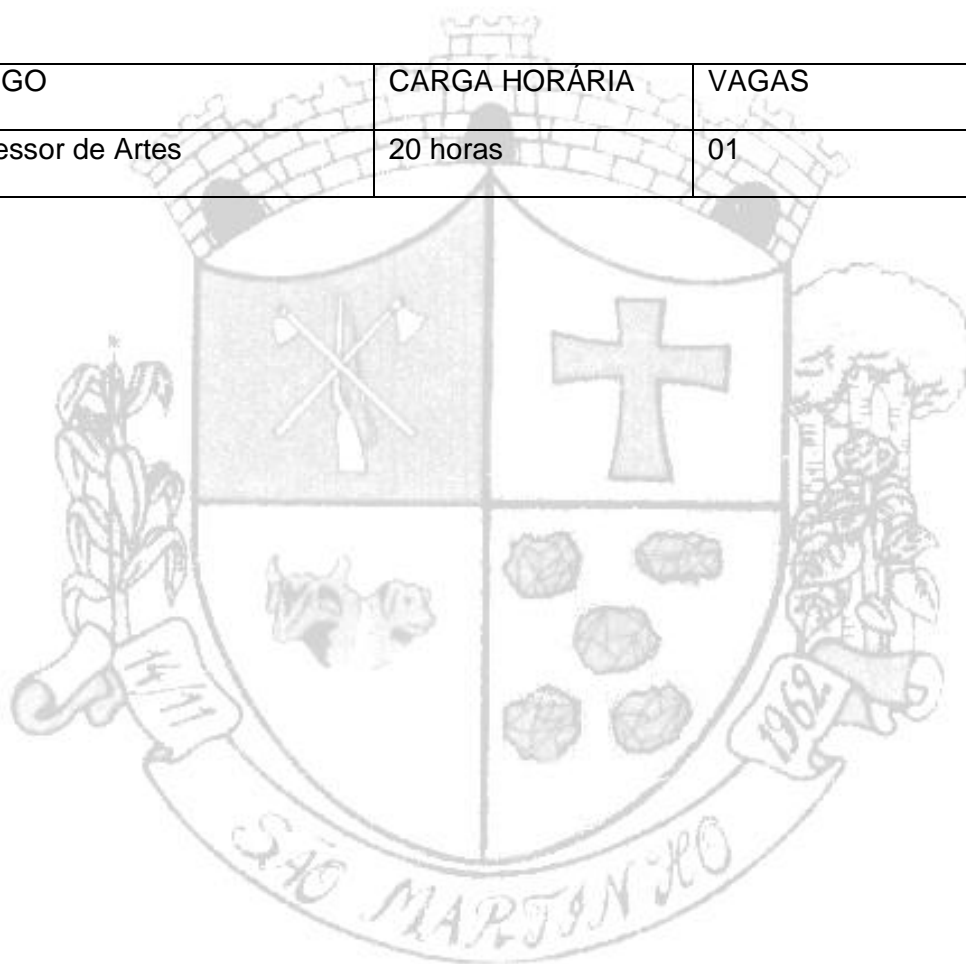 GO CARGA HORÁRIA VAGAS
essor de Artes 20 horas 01
14/11 1962
SÃO MARTINHO